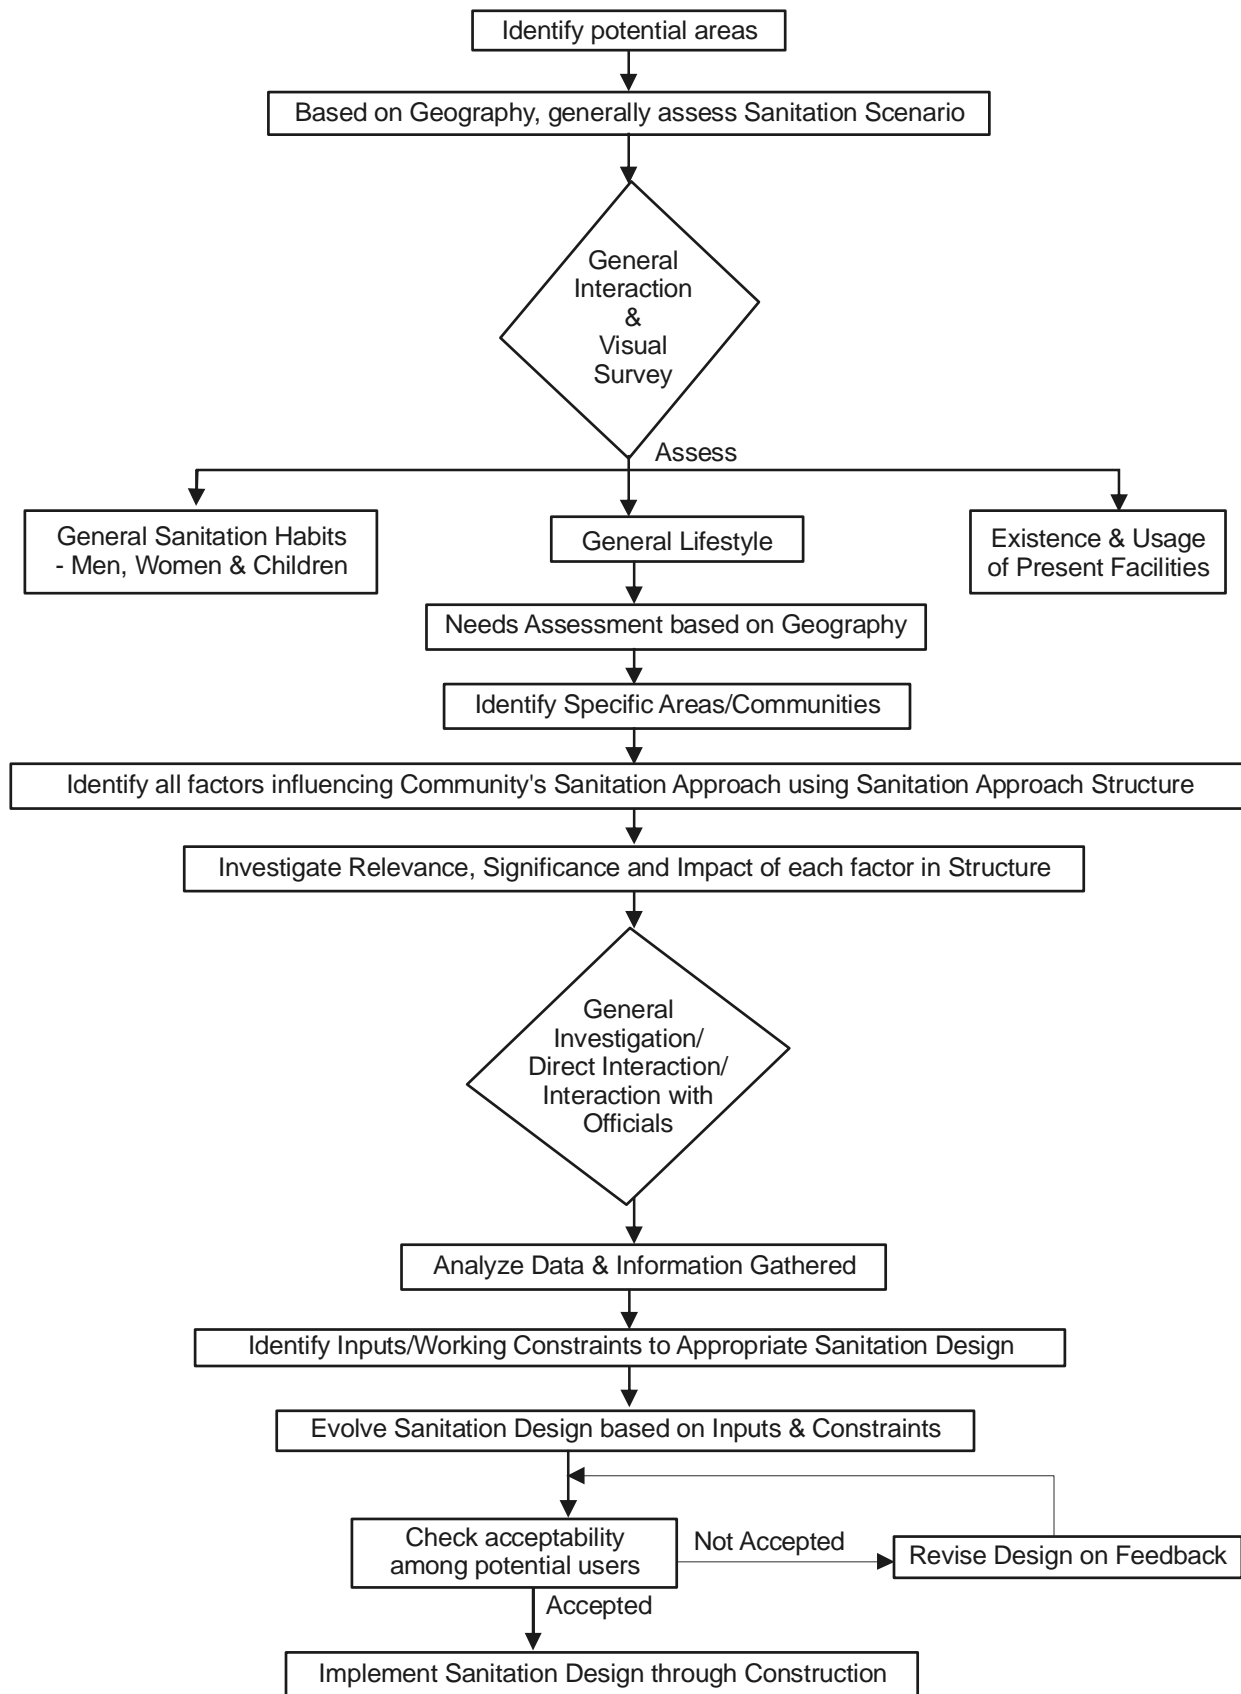 Identify potential areas
Based on Geography, generally assess Sanitation Scenario
General
Interaction
&
Visual
Survey
Assess
General Sanitation Habits
- Men, Women & Children
General Lifestyle
Existence & Usage
of Present Facilities
Needs Assessment based on Geography
Identify Specific Areas/Communities
Identify all factors influencing Community's Sanitation Approach using Sanitation Approach Structure
Investigate Relevance, Significance and Impact of each factor in Structure
General
Investigation/
Direct Interaction/
Interaction with
Officials
Analyze Data & Information Gathered
Identify Inputs/Working Constraints to Appropriate Sanitation Design
Evolve Sanitation Design based on Inputs & Constraints
Check acceptability
among potential users
Not Accepted
Revise Design on Feedback
Accepted
Implement Sanitation Design through Construction